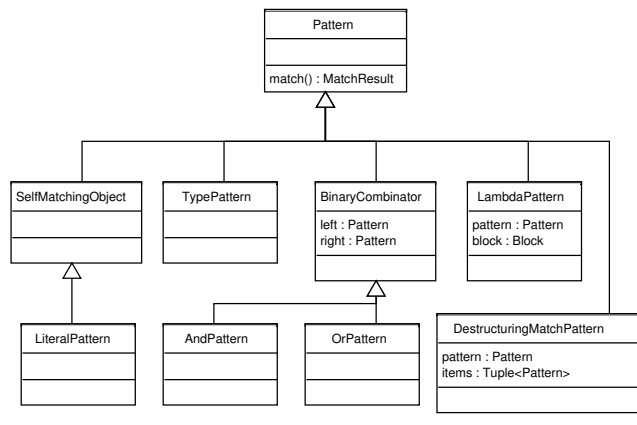 Pattern
match() : MatchResult
SelfMatchingObject
TypePattern
BinaryCombinator
left : Pattern
right : Pattern
LambdaPattern
pattern : Pattern
block : Block
LiteralPattern
AndPattern
OrPattern
DestructuringMatchPattern
pattern : Pattern
items : Tuple<Pattern>